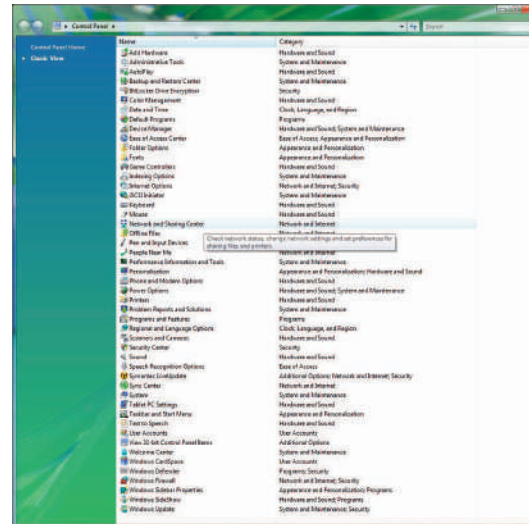 Control Panel
Search
Control Panel Home
Classic View
Name Category
Add Hardware Hardware and Sound
Administrative Tools System and Maintenance
AutoPlay Hardware and Sound
Backup and Restore Center System and Maintenance
BitLocker Drive Encryption Security
Color Management Hardware and Sound
Date and Time Clock, Language, and Region
Default Programs Programs
Device Manager Hardware and Sound; System and Maintenance
Ease of Access Center Ease of Access; Appearance and Personalization
Folder Options Appearance and Personalization
Fonts Appearance and Personalization
Game Controllers Hardware and Sound
Indexing Options System and Maintenance
Internet Options Network and Internet; Security
iSCSI Initiator System and Maintenance
Keyboard Hardware and Sound
Mouse Hardware and Sound
Network and Sharing Center Network and Internet
Offline Files Network and Internet
Check network status, change network settings and set preferences for
sharing files and printers.
Pen and Input Devices
People Near Me Network and Internet
Performance Information and Tools System and Maintenance
Personalization Appearance and Personalization; Hardware and Sound
Phone and Modem Options Hardware and Sound
Power Options Hardware and Sound; System and Maintenance
Printers Hardware and Sound
Problem Reports and Solutions System and Maintenance
Programs and Features Programs
Regional and Language Options Clock, Language, and Region
Scanners and Cameras Hardware and Sound
Security Center Security
Sound Hardware and Sound
Speech Recognition Options Ease of Access
Symantec LiveUpdate Additional Options; Network and Internet; Security
Sync Center Network and Internet
System System and Maintenance
Tablet PC Settings Hardware and Sound
Taskbar and Start Menu Appearance and Personalization
Text to Speech Hardware and Sound
User Accounts User Accounts
View 32-bit Control Panel Items Additional Options
Welcome Center System and Maintenance
Windows CardSpace User Accounts
Windows Defender Programs; Security
Windows Firewall Network and Internet; Security
Windows Sidebar Properties Appearance and Personalization; Programs
Windows SideShow Hardware and Sound; Programs
Windows Update System and Maintenance; Security